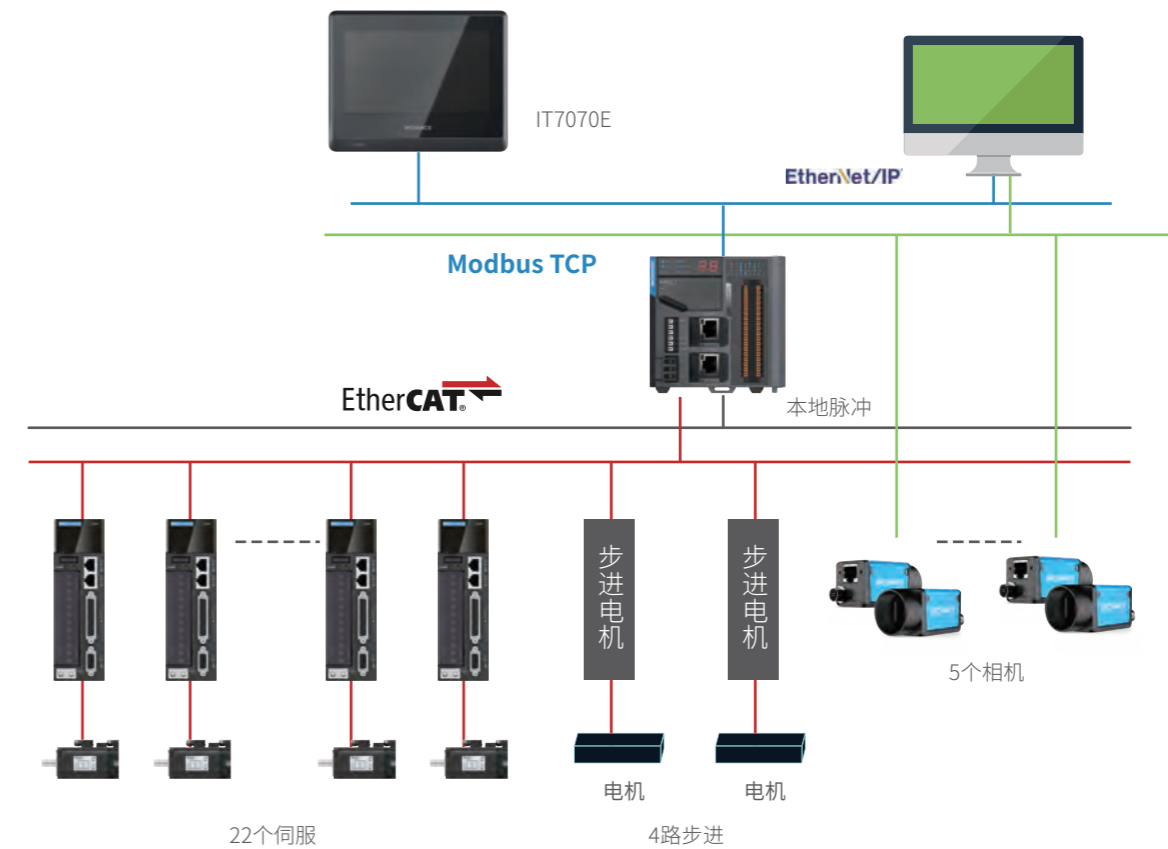 IT7070E
EtherNet/IP
Modbus TCP
EtherCAT®
本地脉冲
步进电机
步进电机
5个相机
电机
电机
22个伺服
4路步进